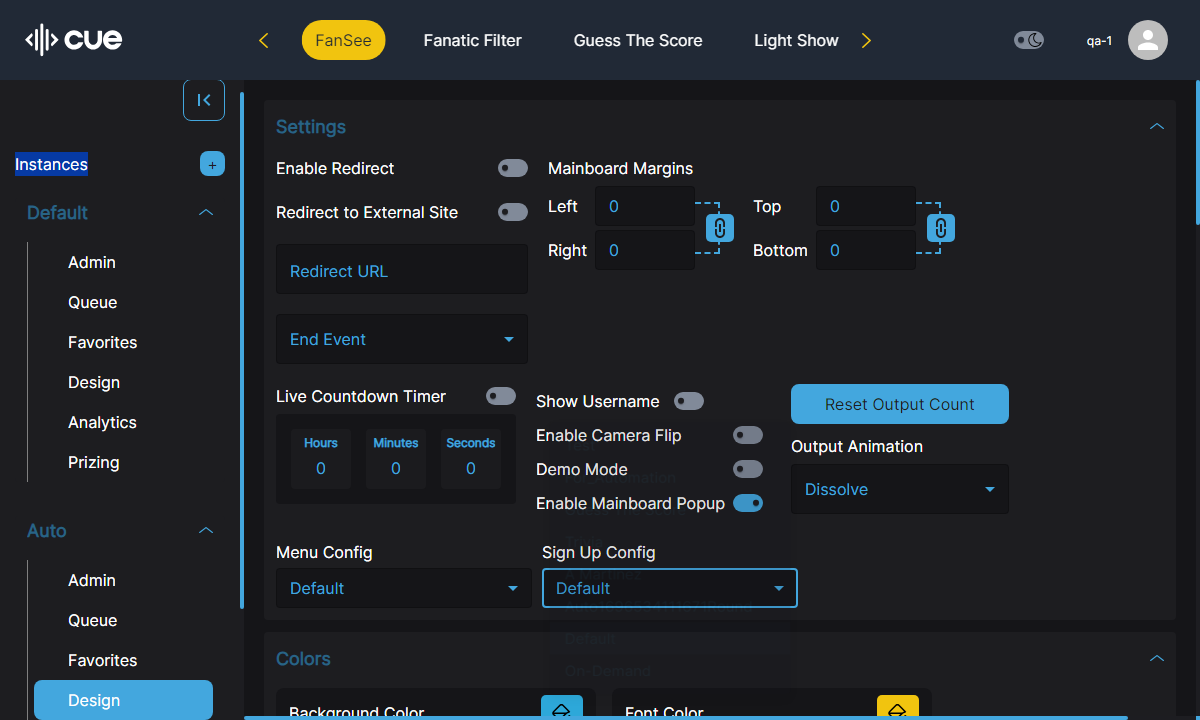 cue
FanSee
Fanatic Filter
Guess The Score
Light Show
qa-1
Instances
+
Default
Admin
Queue
Favorites
Design
Analytics
Prizing
Auto
Admin
Queue
Favorites
Design
Settings
Enable Redirect
Redirect to External Site
Redirect URL
End Event
Mainboard Margins
Left 0
Right 0
Top 0
Bottom 0
Live Countdown Timer
Hours Minutes Seconds
0 0 0
Show Username
Enable Camera Flip
Demo Mode
Enable Mainboard Popup
Reset Output Count
Output Animation
Dissolve
Menu Config
Default
Sign Up Config
Default
Default
On-Demand
Colors
Background Color
Font Color